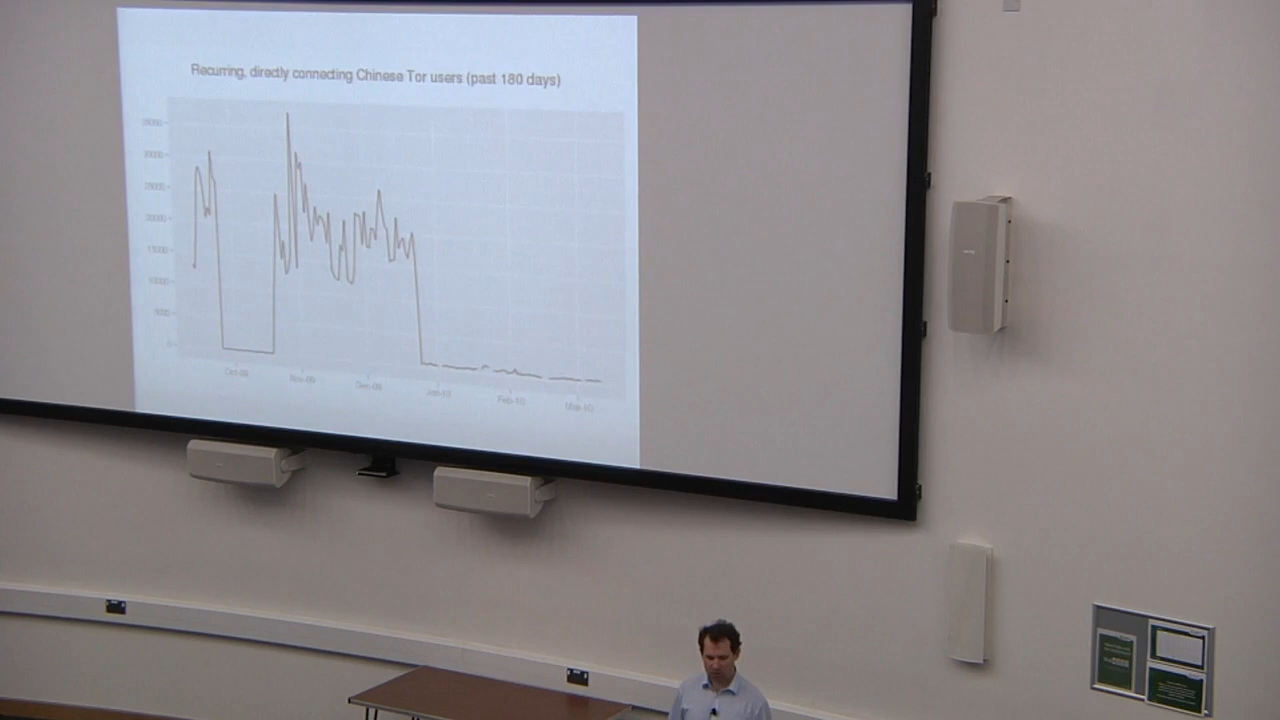 Recurring, directly connecting Chinese Tor users (past 180 days)
35000
30000
25000
20000
15000
10000
5000
0
Oct-09
Nov-09
Dec-09
Jan-10
Feb-10
Mar-10